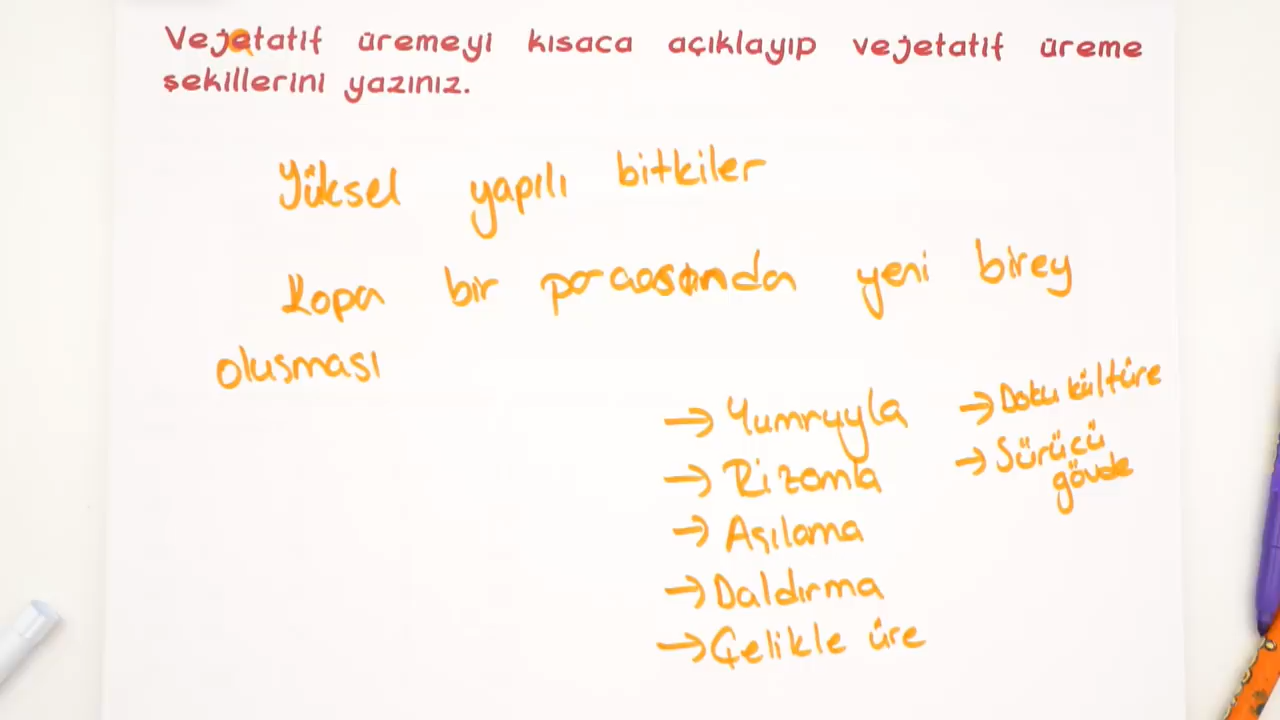 Vejetatif üremeyi kısaca açıklayıp vejetatif üreme
şekillerini yazınız.
Yüksel yapılı bitkiler
Kopa bir parcasında yeni birey
oluşması
→ Yumruyla
→ Rizomla
→ Aşılama
→ Daldırma
→ Çelikle üre
→ Doku kültüre
→ Sürücü
gövde